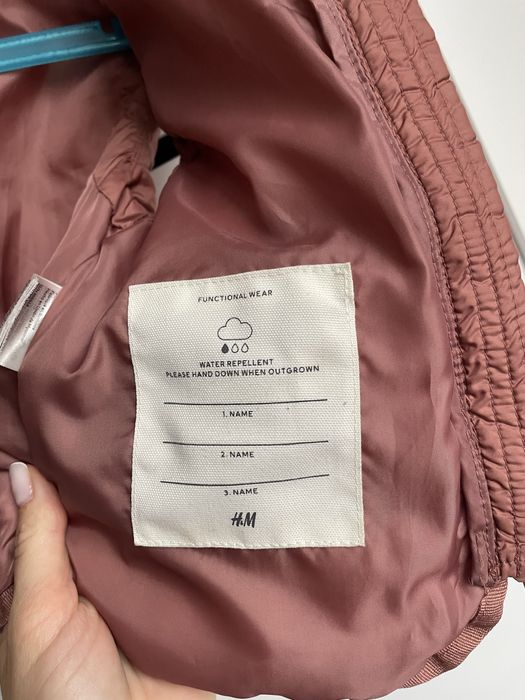 FUNCTIONAL WEAR
WATER REPELLENT
PLEASE HAND DOWN WHEN OUTGROWN
1. NAME
2. NAME
3. NAME
H&M